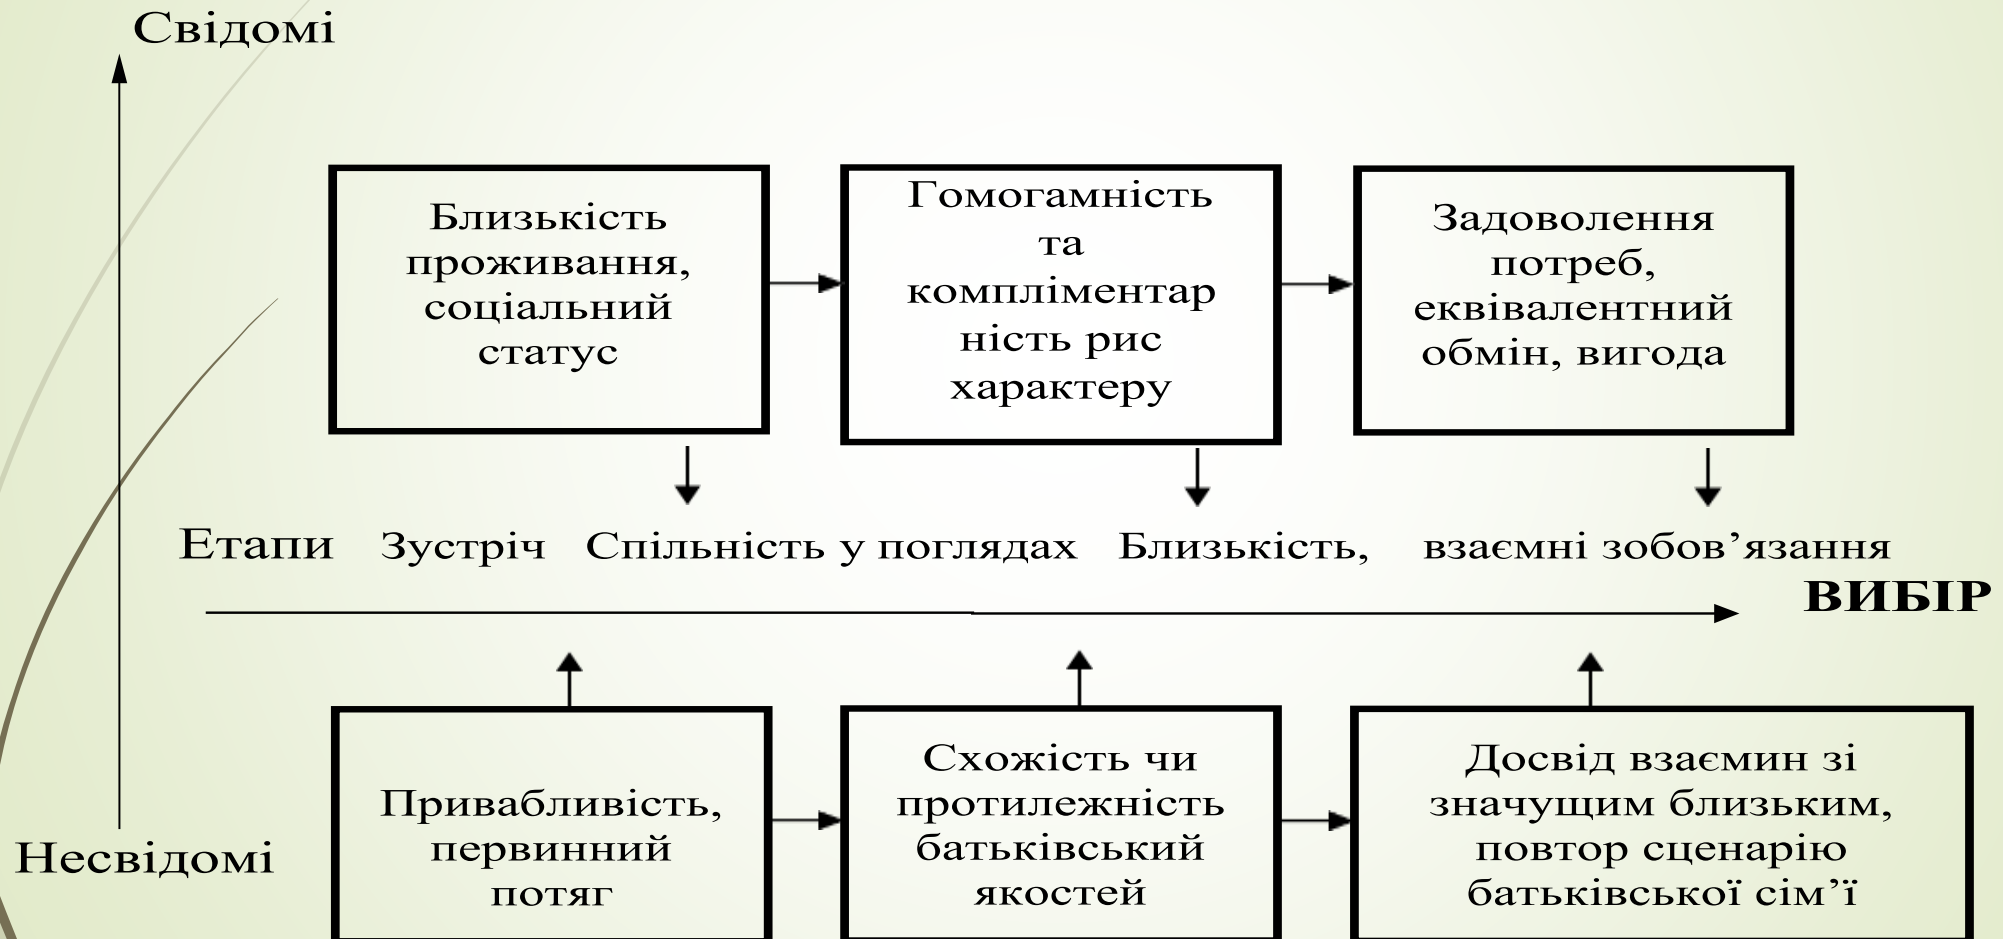 Свідомі
Близькість
проживання,
соціальний
статус
Гомогамність
та
компліментар
ність рис
характеру
Задоволення
потреб,
еквівалентний
обмін, вигода
Етапи Зустріч Спільність у поглядах Близькість, взаємні зобов’язання
ВИБІР
Несвідомі
Привабливість,
первинний
потяг
Схожість чи
протилежність
батьківський
якостей
Досвід взаємин зі
значущим близьким,
повтор сценарію
батьківської сім’ї